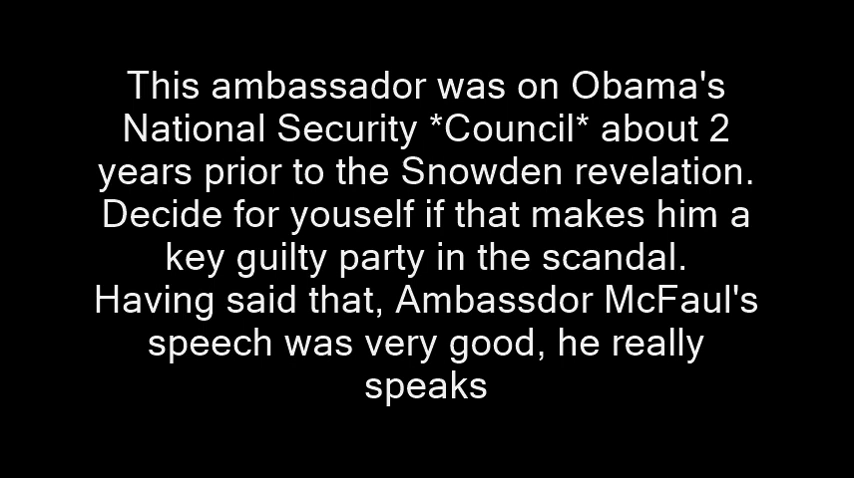 This ambassador was on Obama's
National Security *Council* about 2
years prior to the Snowden revelation.
Decide for youself if that makes him a
key guilty party in the scandal.
Having said that, Ambassdor McFaul's
speech was very good, he really
speaks